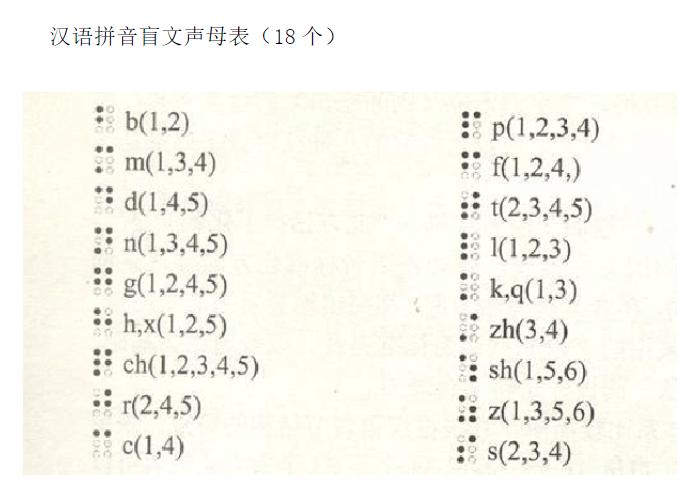 汉语拼音盲文声母表（18 个）
b(1,2)
p(1,2,3,4)
m(1,3,4)
f(1,2,4,)
d(1,4,5)
t(2,3,4,5)
n(1,3,4,5)
l(1,2,3)
g(1,2,4,5)
k,q(1,3)
h,x(1,2,5)
zh(3,4)
ch(1,2,3,4,5)
sh(1,5,6)
r(2,4,5)
z(1,3,5,6)
c(1,4)
s(2,3,4)